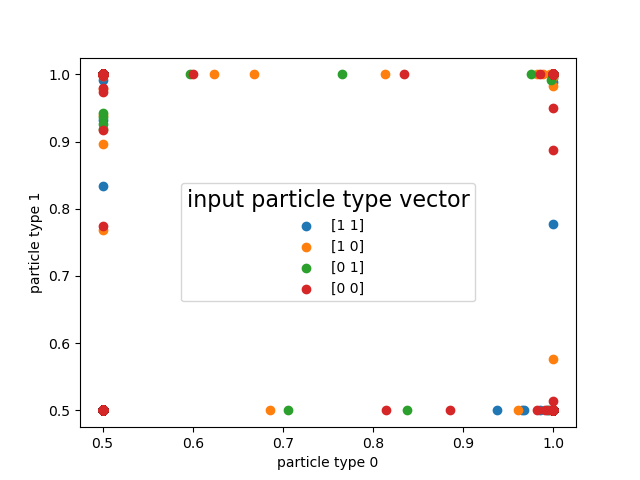 1.0
0.9
0.8
0.7
0.6
0.5
particle type 1
input particle type vector
[1 1]
[1 0]
[0 1]
[0 0]
0.5 0.6 0.7 0.8 0.9 1.0
particle type 0